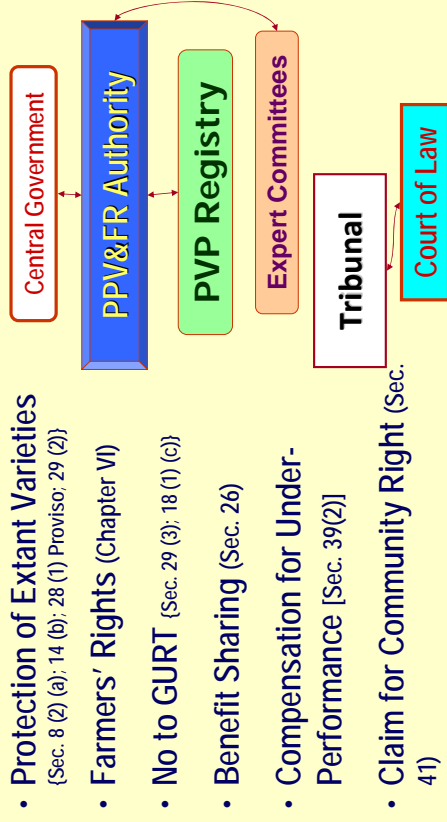 • Protection of Extant Varieties
{Sec. 8 (2) (a); 14 (b); 28 (1) Proviso; 29 (2)}
• Farmers’ Rights (Chapter VI)
• No to GURT {Sec. 29 (3); 18 (1) (c)}
• Benefit Sharing (Sec. 26)
• Compensation for Under-
Performance [Sec. 39(2)]
• Claim for Community Right (Sec.
41)
Central Government
PPV&FR Authority
PVP Registry
Expert Committees
Tribunal
Court of Law